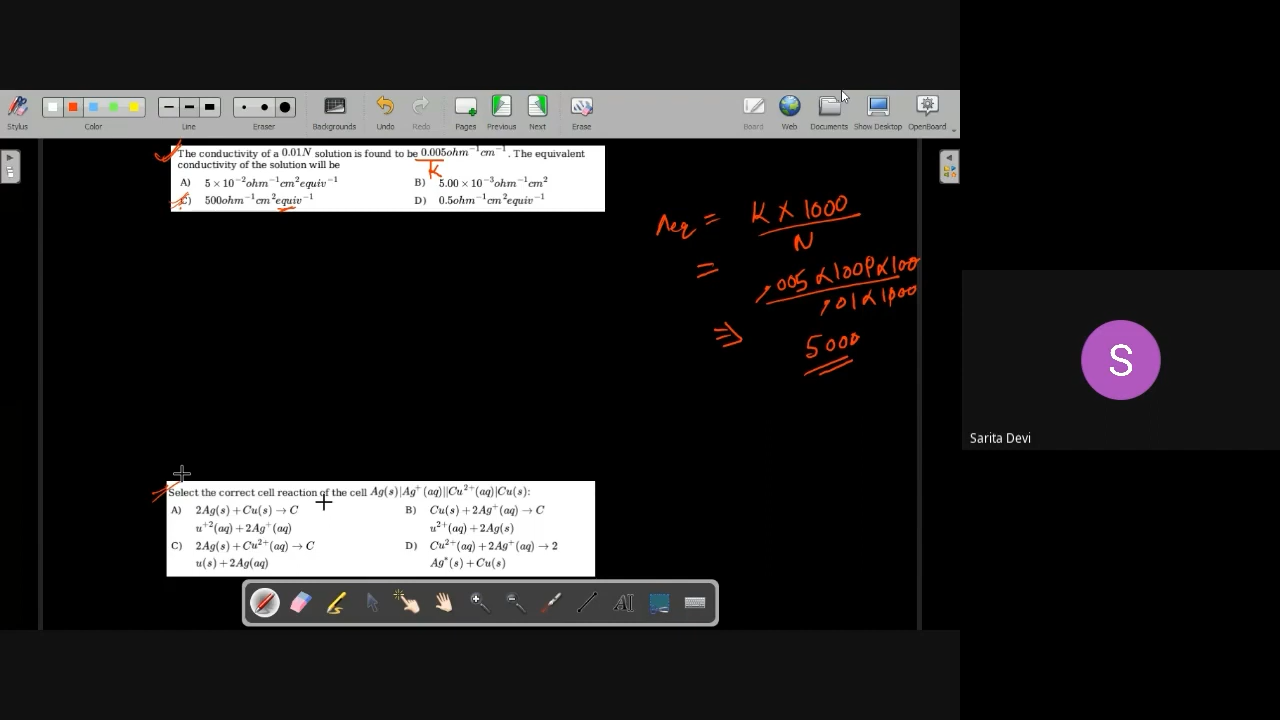 Stylus
Color
Line
Eraser
Backgrounds
Undo
Redo
Pages
Previous
Next
Erase
Board
Web
Documents
Show Desktop
OpenBoard
The conductivity of a 0.01N solution is found to be 0.005ohm⁻¹cm⁻¹. The equivalent
conductivity of the solution will be
K
A) 5 × 10⁻²ohm⁻¹cm²equiv⁻¹ B) 5.00 × 10⁻³ohm⁻¹cm²
C) 500ohm⁻¹cm²equiv⁻¹ D) 0.5ohm⁻¹cm²equiv⁻¹
Λeq = K × 1000
N
= .005 × 1000 × 100
.01 × 1000
⇒ 5000
Select the correct cell reaction of the cell Ag(s)|Ag⁺(aq)||Cu²⁺(aq)|Cu(s):
A) 2Ag(s) + Cu(s) → C B) Cu(s) + 2Ag⁺(aq) → C
u⁺²(aq) + 2Ag⁺(aq) u²⁺(aq) + 2Ag(s)
C) 2Ag(s) + Cu²⁺(aq) → C D) Cu²⁺(aq) + 2Ag⁺(aq) → 2
u(s) + 2Ag(aq) Ag*(s) + Cu(s)
AI
S
Sarita Devi